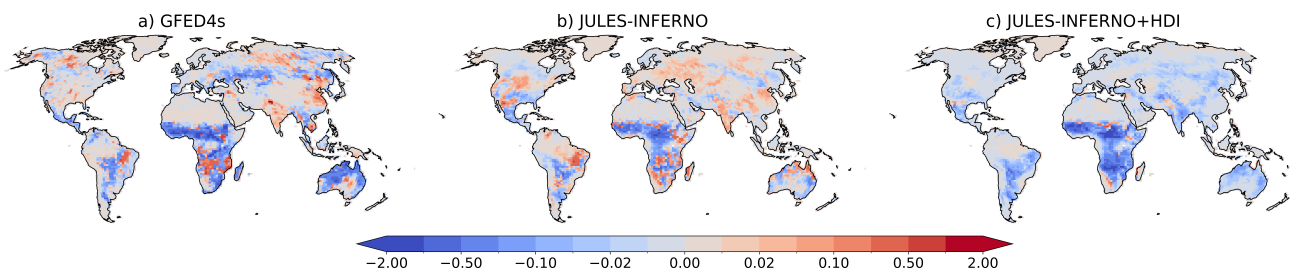 a) GFED4s
b) JULES-INFERNO
c) JULES-INFERNO+HDI
−2.00 −0.50 −0.10 −0.02 0.00 0.02 0.10 0.50 2.00